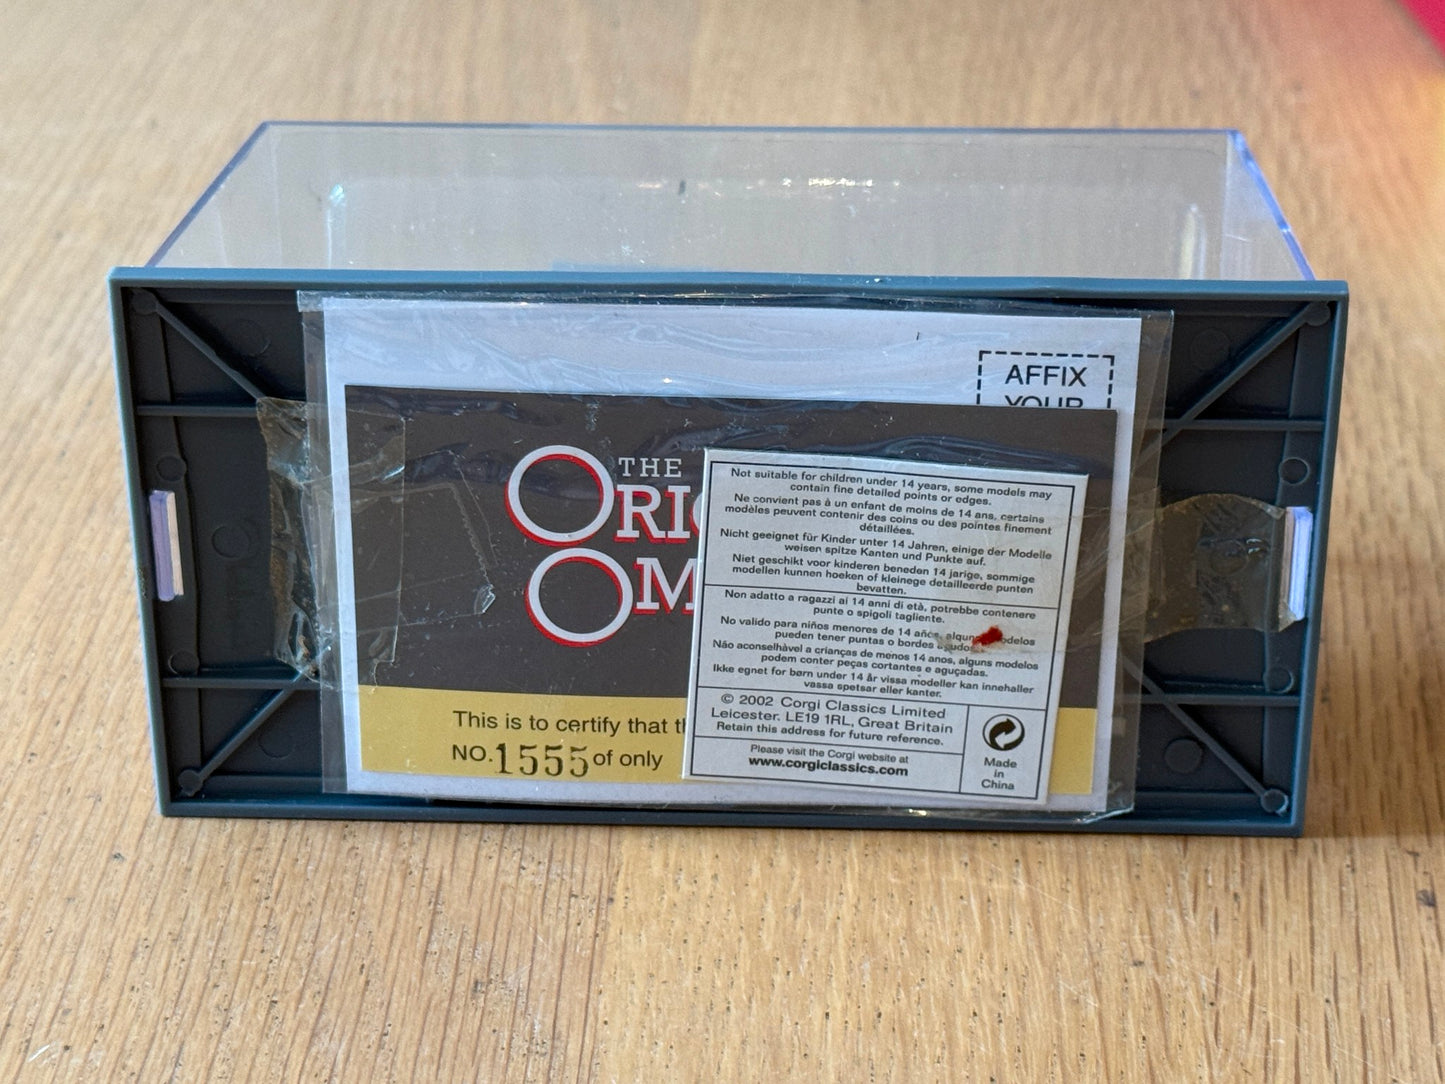 AFFIX
YOUR
THE
ORIG
OM
This is to certify that th
NO.1555 of only
Not suitable for children under 14 years, some models may
contain fine detailed points or edges.
Ne convient pas à un enfant de moins de 14 ans, certains
modèles peuvent contenir des coins ou des pointes finement
détaillées.
Nicht geeignet für Kinder unter 14 Jahren, einige der Modelle
weisen spitze Kanten und Punkte auf.
Niet geschikt voor kinderen beneden 14 jarige, sommige
modellen kunnen hoeken of kleinege detailleerde punten
bevatten.
Non adatto a ragazzi ai 14 anni di età, potrebbe contenere
punte o spigoli tagliente.
No valido para niños menores de 14 años, algun odelos
pueden tener puntas o bordes agudos
Não aconselhàvel a crianças de menos 14 anos, alguns modelos
podem conter peças cortantes e aguçadas.
Ikke egnet for børn under 14 år vissa modeller kan innehaller
vassa spetsar eller kanter.
© 2002 Corgi Classics Limited
Leicester. LE19 1RL, Great Britain
Retain this address for future reference.
Please visit the Corgi website at
www.corgiclassics.com
Made
in
China